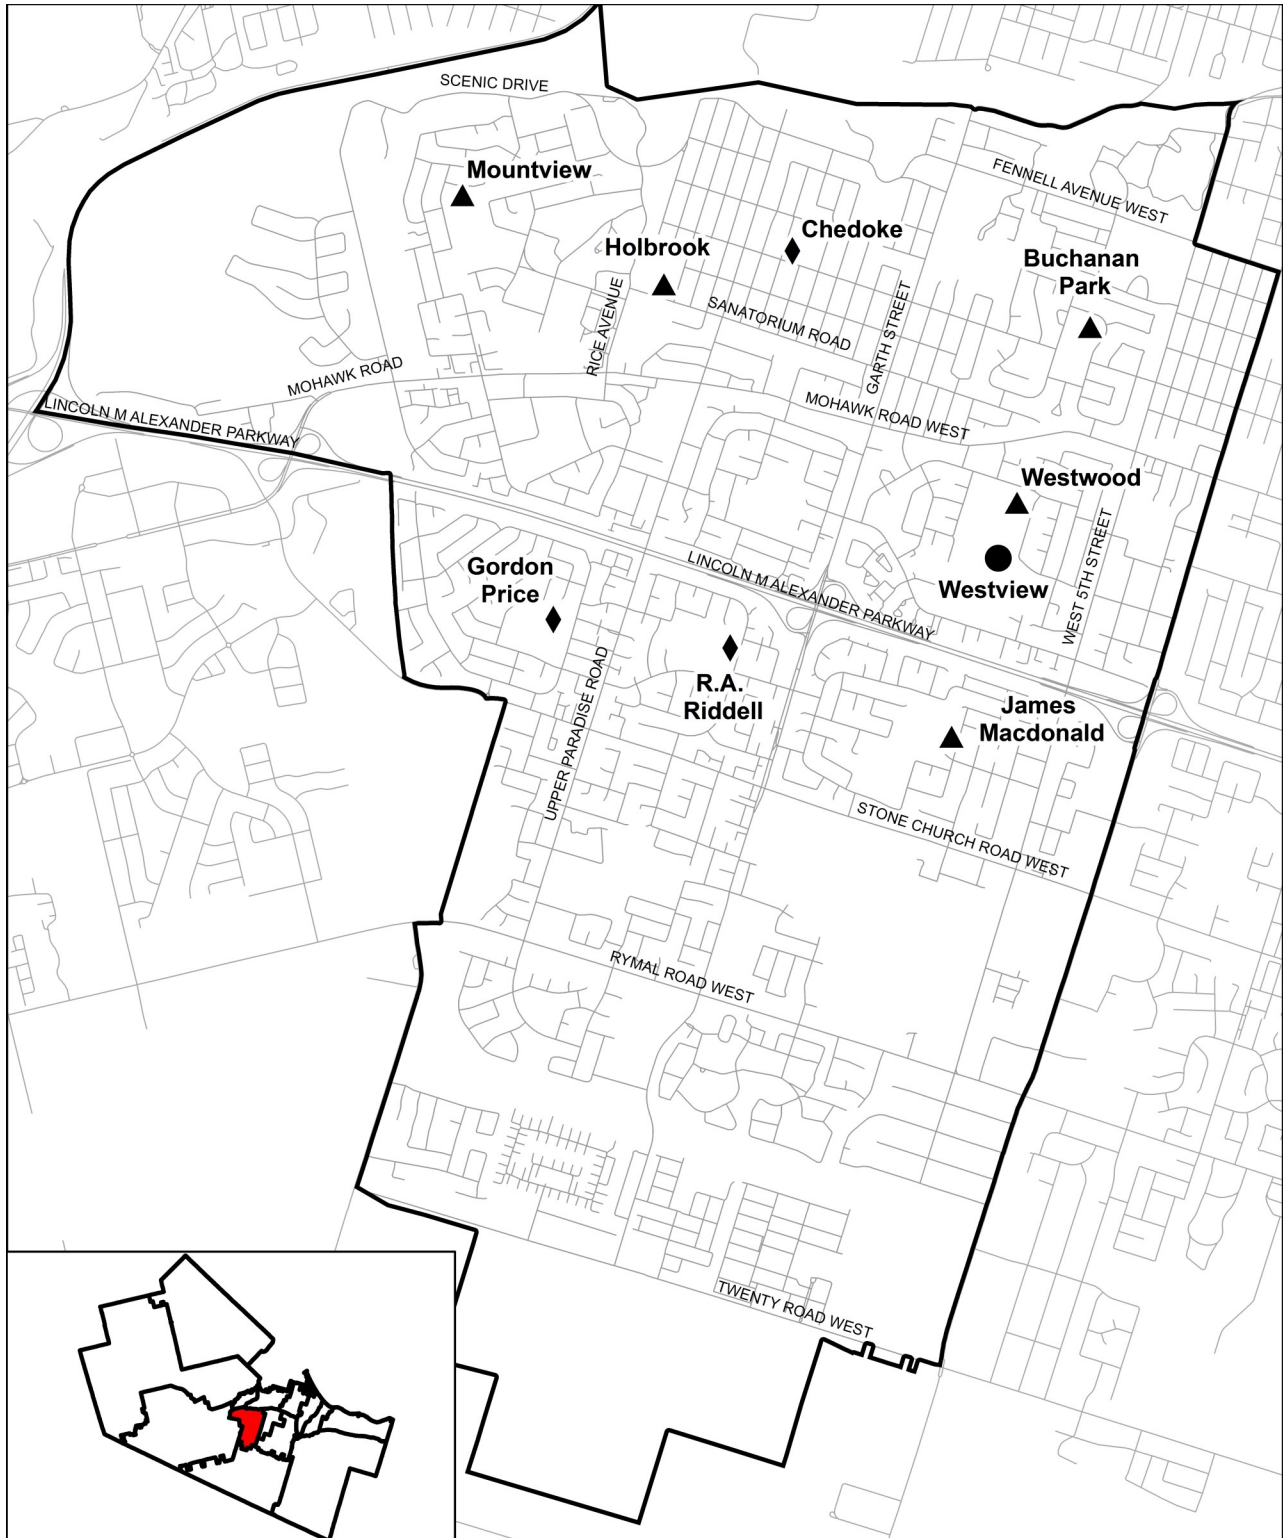 SCENIC DRIVE
Mountview
FENNELL AVENUE WEST
Chedoke
Holbrook
Buchanan
Park
RICE AVENUE
SANATORIUM ROAD
GARTH STREET
MOHAWK ROAD
MOHAWK ROAD WEST
LINCOLN M ALEXANDER PARKWAY
Westwood
WEST 5TH STREET
Gordon
Price
LINCOLN M ALEXANDER PARKWAY
Westview
UPPER PARADISE ROAD
R.A.
Riddell
James
Macdonald
STONE CHURCH ROAD WEST
RYMAL ROAD WEST
TWENTY ROAD WEST